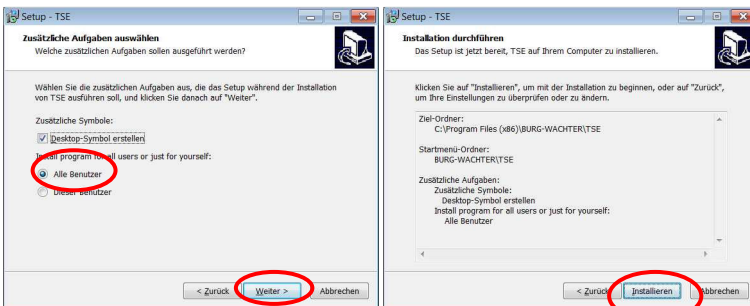 Setup - TSE
Zusätzliche Aufgaben auswählen
Welche zusätzlichen Aufgaben sollen ausgeführt werden?
Wählen Sie die zusätzlichen Aufgaben aus, die das Setup während der Installation
von TSE ausführen soll, und klicken Sie danach auf "Weiter".
Zusätzliche Symbole:
Desktop-Symbol erstellen
Install program for all users or just for yourself:
Alle Benutzer
Dieser Benutzer
< Zurück
Weiter >
Abbrechen
Setup - TSE
Installation durchführen
Das Setup ist jetzt bereit, TSE auf Ihrem Computer zu installieren.
Klicken Sie auf "Installieren", um mit der Installation zu beginnen, oder auf "Zurück",
um Ihre Einstellungen zu überprüfen oder zu ändern.
Ziel-Ordner:
C:\Program Files (x86)\BURG-WACHTER\TSE
Startmenü-Ordner:
BURG-WACHTER\TSE
Zusätzliche Aufgaben:
Zusätzliche Symbole:
Desktop-Symbol erstellen
Install program for all users or just for yourself:
Alle Benutzer
< Zurück
Installieren
Abbrechen